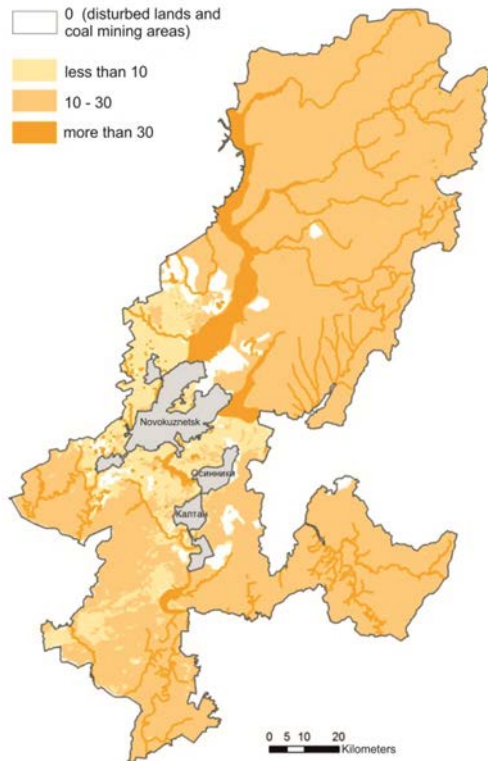 0 (disturbed lands and
coal mining areas)
less than 10
10 - 30
more than 30
Novokuznetsk
Осинники
Калтан
0 5 10 20
Kilometers